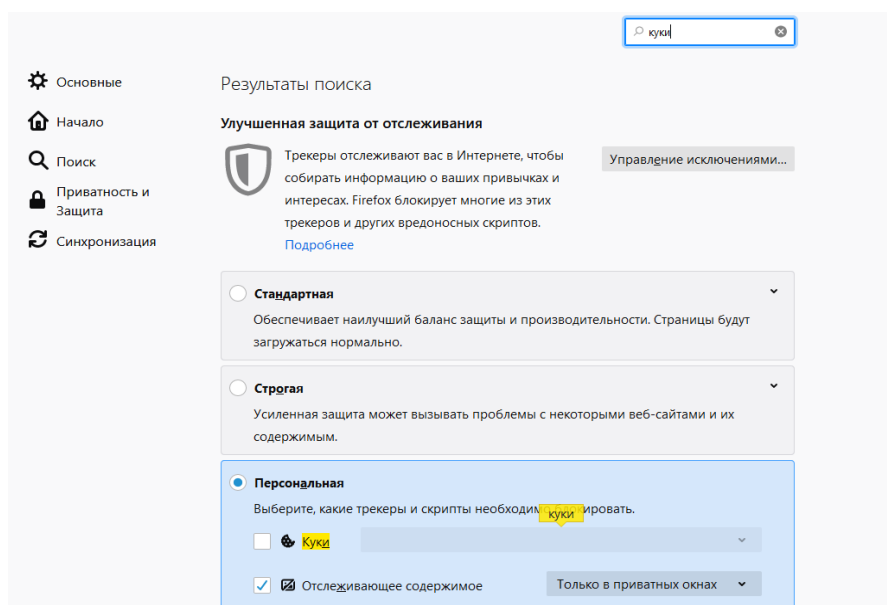 куки
Основные
Начало
Поиск
Приватность и
Защита
Синхронизация
Результаты поиска
Улучшенная защита от отслеживания
Трекеры отслеживают вас в Интернете, чтобы
собирать информацию о ваших привычках и
интересах. Firefox блокирует многие из этих
трекеров и других вредоносных скриптов.
Подробнее
Управление исключениями...
Стандартная
Обеспечивает наилучший баланс защиты и производительности. Страницы будут
загружаться нормально.
Строгая
Усиленная защита может вызывать проблемы с некоторыми веб-сайтами и их
содержимым.
Персональная
Выберите, какие трекеры и скрипты необходимо блокировать.
куки
Куки
Отслеживающее содержимое
Только в приватных окнах